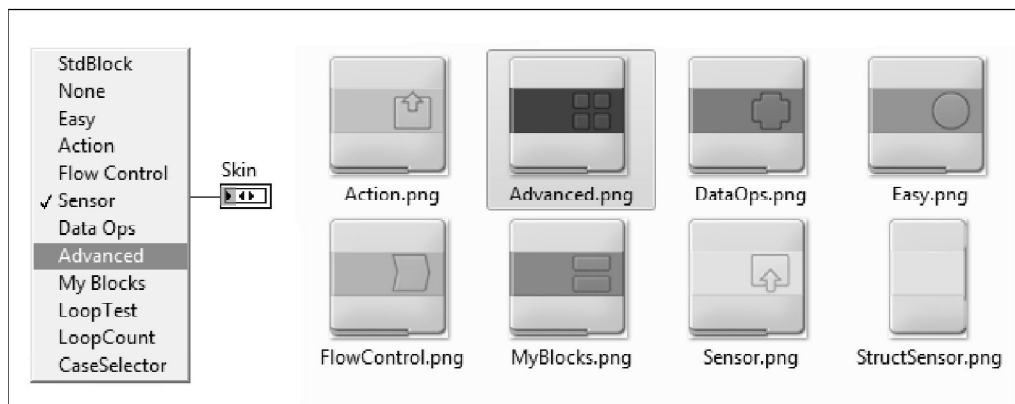 StdBlock
None
Easy
Action
Flow Control
Sensor
Data Ops
Advanced
My Blocks
LoopTest
LoopCount
CaseSelector
Skin
Action.png
Advanced.png
DataOps.png
Easy.png
FlowControl.png
MyBlocks.png
Sensor.png
StructSensor.png